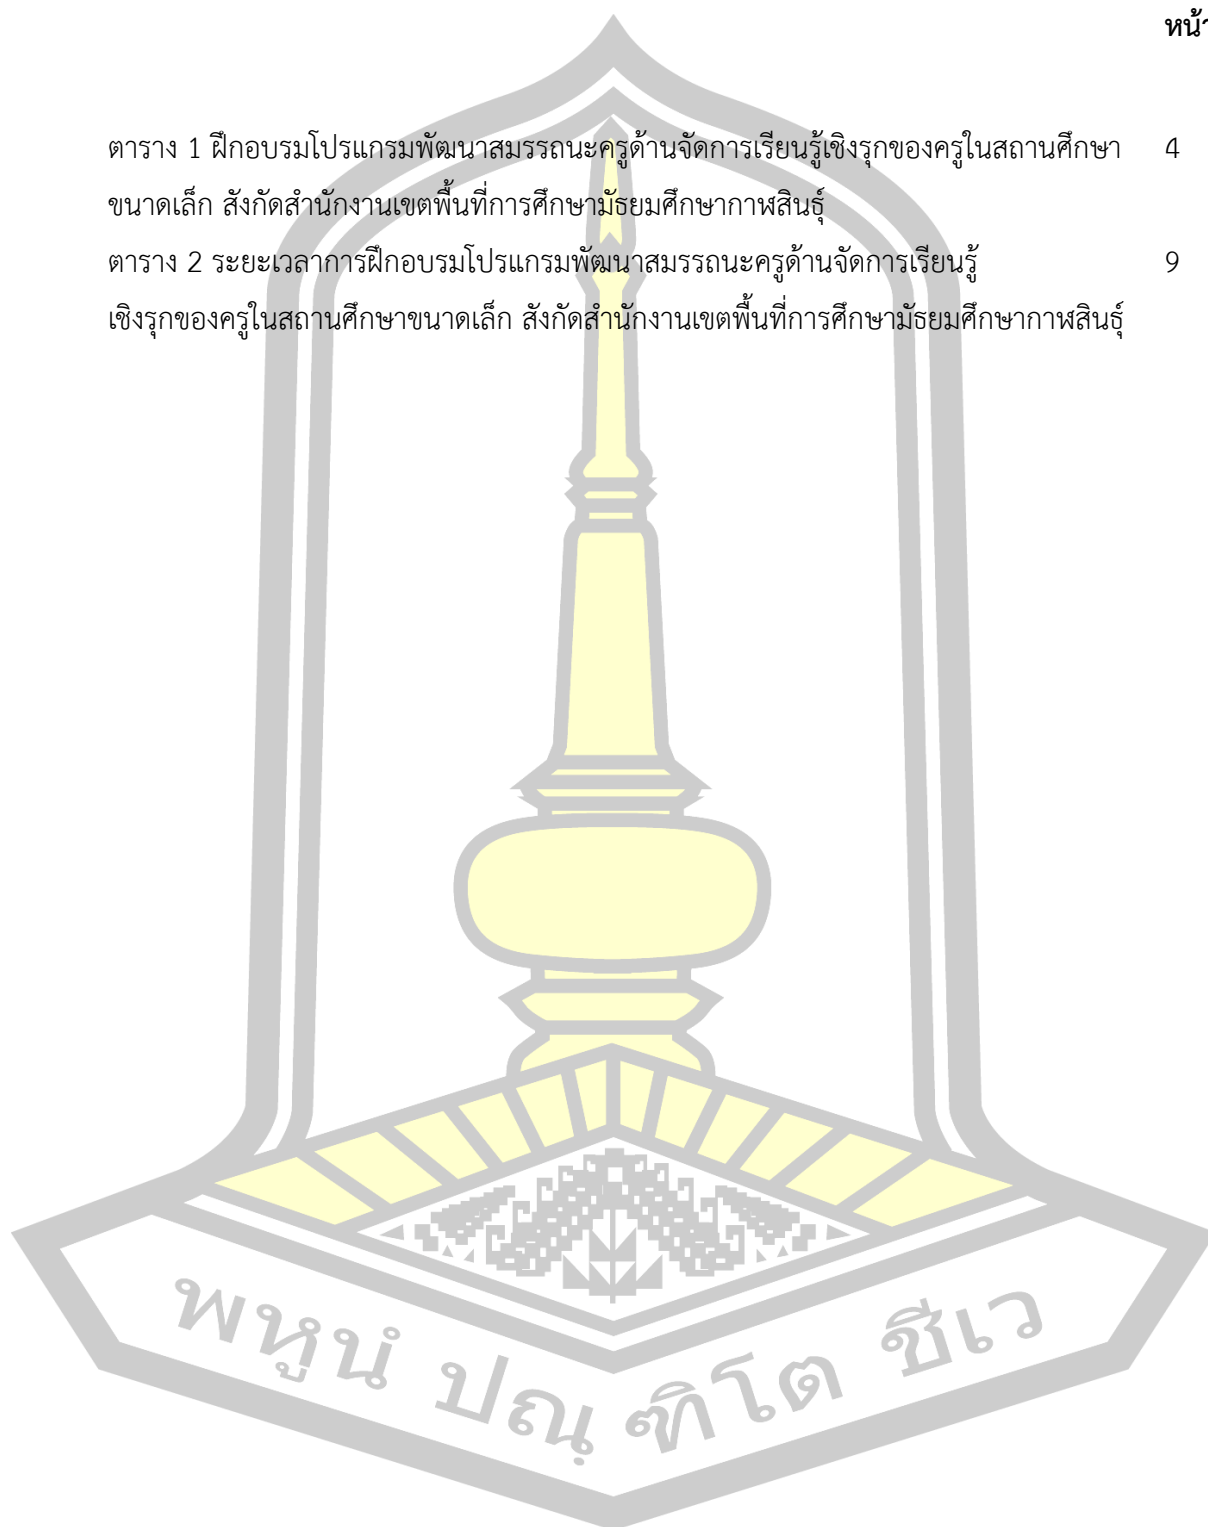 หน้า
ตาราง 1 ฝึกอบรมโปรแกรมพัฒนาสมรรถนะครูด้านจัดการเรียนรู้เชิงรุกของครูในสถานศึกษา 4
ขนาดเล็ก สังกัดสำนักงานเขตพื้นที่การศึกษามัธยมศึกษากาฬสินธุ์
ตาราง 2 ระยะเวลาการฝึกอบรมโปรแกรมพัฒนาสมรรถนะครูด้านจัดการเรียนรู้ 9
เชิงรุกของครูในสถานศึกษาขนาดเล็ก สังกัดสำนักงานเขตพื้นที่การศึกษามัธยมศึกษากาฬสินธุ์
พหูนํ ปณฺฑิโต ชีเว